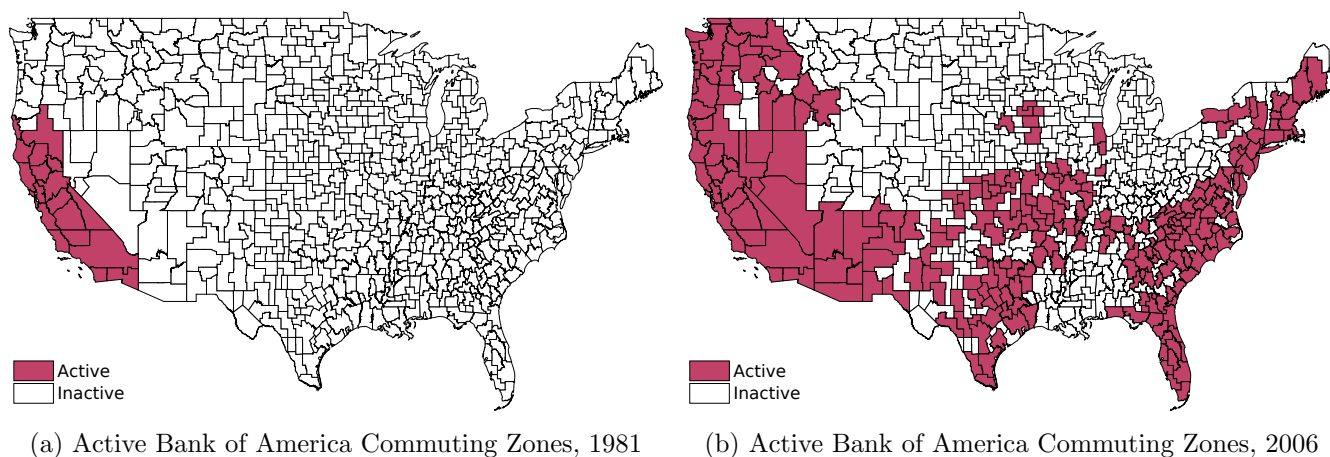 Active
Inactive
(a) Active Bank of America Commuting Zones, 1981
Active
Inactive
(b) Active Bank of America Commuting Zones, 2006